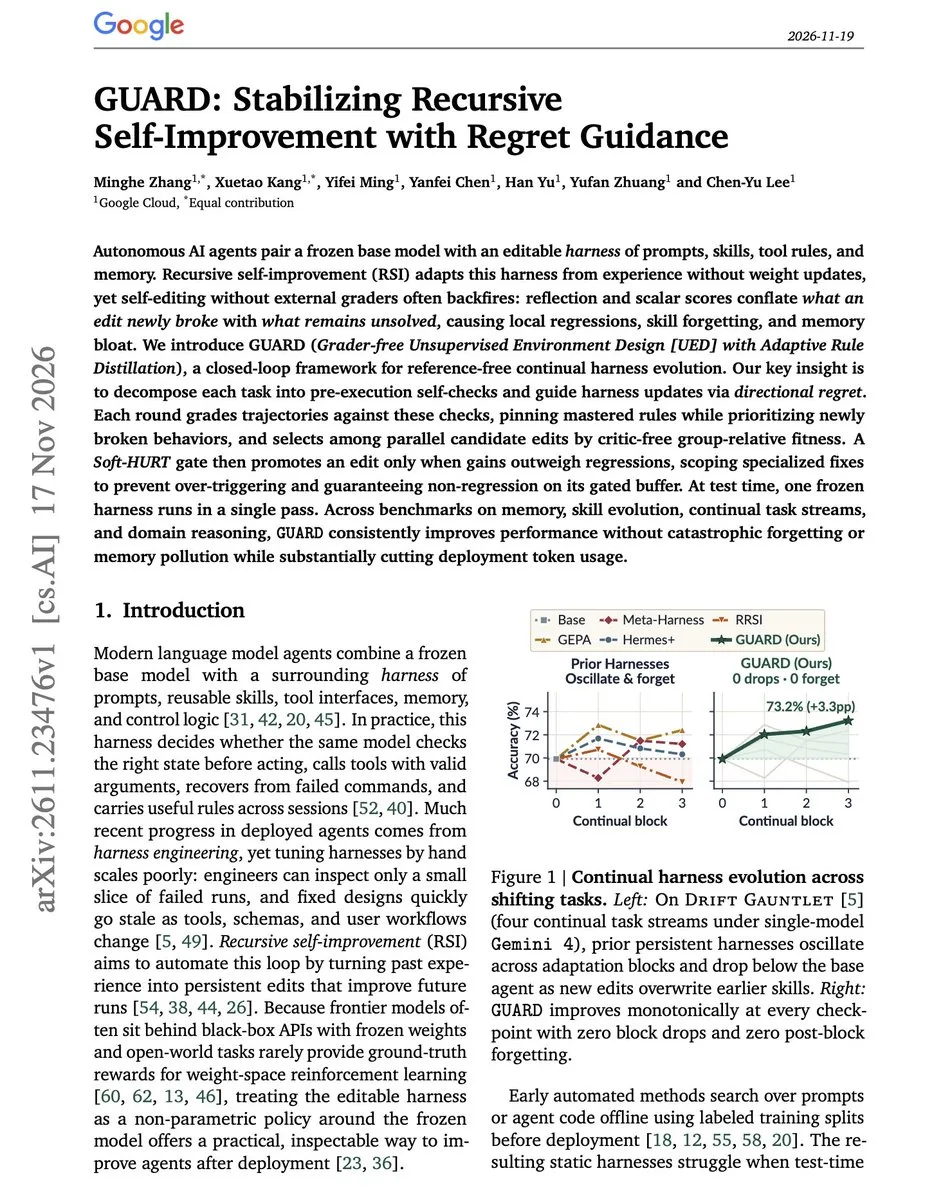 Google
2026-11-19
GUARD: Stabilizing Recursive
Self-Improvement with Regret Guidance
Minghe Zhang1,*, Xuetao Kang1,*, Yifei Ming1, Yanfei Chen1, Han Yu1, Yufan Zhuang1 and Chen-Yu Lee1
1Google Cloud, *Equal contribution
Autonomous AI agents pair a frozen base model with an editable harness of prompts, skills, tool rules, and
memory. Recursive self-improvement (RSI) adapts this harness from experience without weight updates,
yet self-editing without external graders often backfires: reflection and scalar scores conflate what an
edit newly broke with what remains unsolved, causing local regressions, skill forgetting, and memory
bloat. We introduce GUARD (Grader-free Unsupervised Environment Design [UED] with Adaptive Rule
Distillation), a closed-loop framework for reference-free continual harness evolution. Our key insight is
to decompose each task into pre-execution self-checks and guide harness updates via directional regret.
Each round grades trajectories against these checks, pinning mastered rules while prioritizing newly
broken behaviors, and selects among parallel candidate edits by critic-free group-relative fitness. A
Soft-HURT gate then promotes an edit only when gains outweigh regressions, scoping specialized fixes
to prevent over-triggering and guaranteeing non-regression on its gated buffer. At test time, one frozen
harness runs in a single pass. Across benchmarks on memory, skill evolution, continual task streams,
and domain reasoning, GUARD consistently improves performance without catastrophic forgetting or
memory pollution while substantially cutting deployment token usage.
arXiv:2611.23476v1 [cs.AI] 17 Nov 2026
1. Introduction
Modern language model agents combine a frozen
base model with a surrounding harness of
prompts, reusable skills, tool interfaces, memory,
and control logic [31, 42, 20, 45]. In practice, this
harness decides whether the same model checks
the right state before acting, calls tools with valid
arguments, recovers from failed commands, and
carries useful rules across sessions [52, 40]. Much
recent progress in deployed agents comes from
harness engineering, yet tuning harnesses by hand
scales poorly: engineers can inspect only a small
slice of failed runs, and fixed designs quickly
go stale as tools, schemas, and user workflows
change [5, 49]. Recursive self-improvement (RSI)
aims to automate this loop by turning past expe-
rience into persistent edits that improve future
runs [54, 38, 44, 26]. Because frontier models of-
ten sit behind black-box APIs with frozen weights
and open-world tasks rarely provide ground-truth
rewards for weight-space reinforcement learning
[60, 62, 13, 46], treating the editable harness
as a non-parametric policy around the frozen
model offers a practical, inspectable way to im-
prove agents after deployment [23, 36].
Base Meta-Harness RRSI
GEPA Hermes+ GUARD (Ours)
Prior Harnesses
Oscillate & forget
GUARD (Ours)
0 drops · 0 forget
73.2% (+3.3pp)
Accuracy (%)
74
72
70
68
0 1 2 3
Continual block
0 1 2 3
Continual block
Figure 1 | Continual harness evolution across
shifting tasks. Left: On DRIFT GAUNTLET [5]
(four continual task streams under single-model
Gemini 4), prior persistent harnesses oscillate
across adaptation blocks and drop below the base
agent as new edits overwrite earlier skills. Right:
GUARD improves monotonically at every check-
point with zero block drops and zero post-block
forgetting.
Early automated methods search over prompts
or agent code offline using labeled training splits
before deployment [18, 12, 55, 58, 20]. The re-
sulting static harnesses struggle when test-time